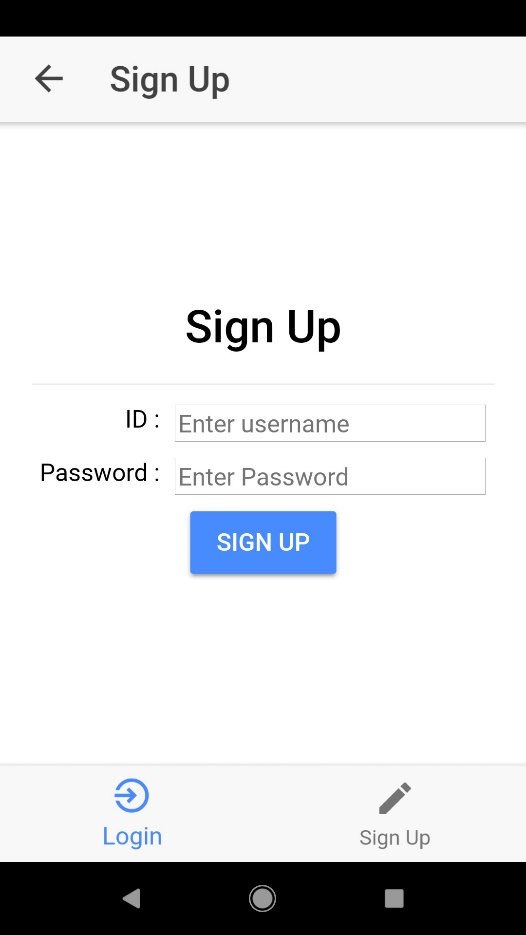 Sign Up
Sign Up
ID :
Enter username
Password :
Enter Password
SIGN UP
Login
Sign Up